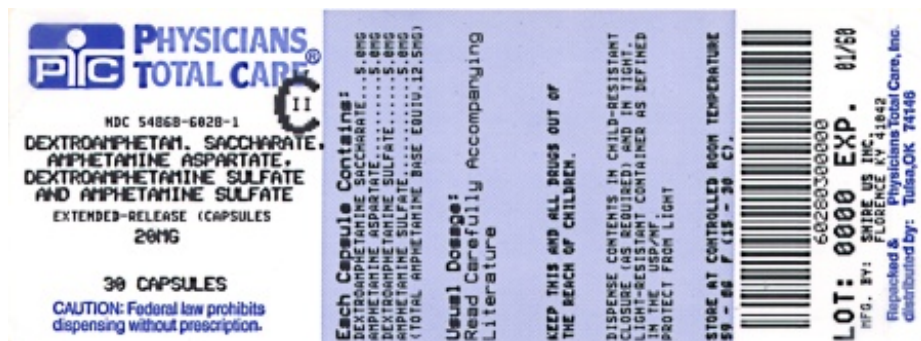 PHYSICIANS
PTC TOTAL CARE®
CII
NDC 54868-6028-1
DEXTROAMPHETAM. SACCHARATE,
AMPHETAMINE ASPARTATE,
DEXTROAMPHETAMINE SULFATE
AND AMPHETAMINE SULFATE
EXTENDED-RELEASE (CAPSULES
20MG
30 CAPSULES
CAUTION: Federal law prohibits
dispensing without prescription.
Each Capsule Contains:
DEXTROAMPHETAMINE SACCHARATE...5.0MG
AMPHETAMINE ASPARTATE..........5.0MG
DEXTROAMPHETAMINE SULFATE......5.0MG
AMPHETAMINE SULFATE............5.0MG
(TOTAL AMPHETAMINE BASE EQUIV.12.5MG)
Usual Dosage:
Read Carefully Accompanying
Literature
KEEP THIS AND ALL DRUGS OUT OF
THE REACH OF CHILDREN.
DISPENSE CONTENTS IN CHILD-RESISTANT
CLOSURE (AS REQUIRED) AND IN TIGHT,
LIGHT-RESISTANT CONTAINER AS DEFINED
IN THE USP/NF.
PROTECT FROM LIGHT
STORE AT CONTROLLED ROOM TEMPERATURE
59 - 86 F (15 - 30 C).
6028030000
LOT: 0000 EXP. 01/60
MFG. BY: SHIRE US INC.
FLORENCE KY 41042
Repacked & Physicians Total Care, Inc.
distributed by: Tulsa, OK 74146